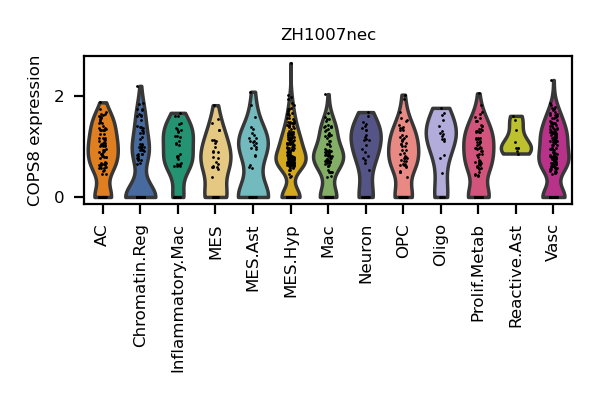 ZH1007nec
COPS8 expression
2
0
AC
Chromatin.Reg
Inflammatory.Mac
MES
MES.Ast
MES.Hyp
Mac
Neuron
OPC
Oligo
Prolif.Metab
Reactive.Ast
Vasc